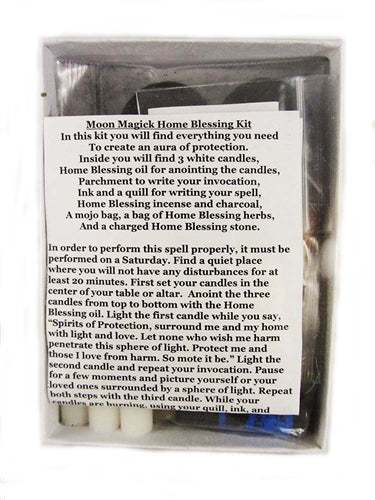 Moon Magick Home Blessing Kit
In this kit you will find everything you need
To create an aura of protection.
Inside you will find 3 white candles,
Home Blessing oil for anointing the candles,
Parchment to write your invocation,
Ink and a quill for writing your spell,
Home Blessing incense and charcoal,
A mojo bag, a bag of Home Blessing herbs,
And a charged Home Blessing stone.
In order to perform this spell properly, it must be
performed on a Saturday. Find a quiet place
where you will not have any disturbances for at
least 20 minutes. First set your candles in the
center of your table or altar. Anoint the three
candles from top to bottom with the Home
Blessing oil. Light the first candle while you say,
"Spirits of Protection, surround me and my home
with light and love. Let none who wish me harm
penetrate this sphere of light. Protect me and
those I love from harm. So mote it be." Light the
second candle and repeat your invocation. Pause
for a few moments and picture yourself or your
loved ones surrounded by a sphere of light. Repeat
both steps with the third candle. While your
candles are burning, using your quill, ink, and